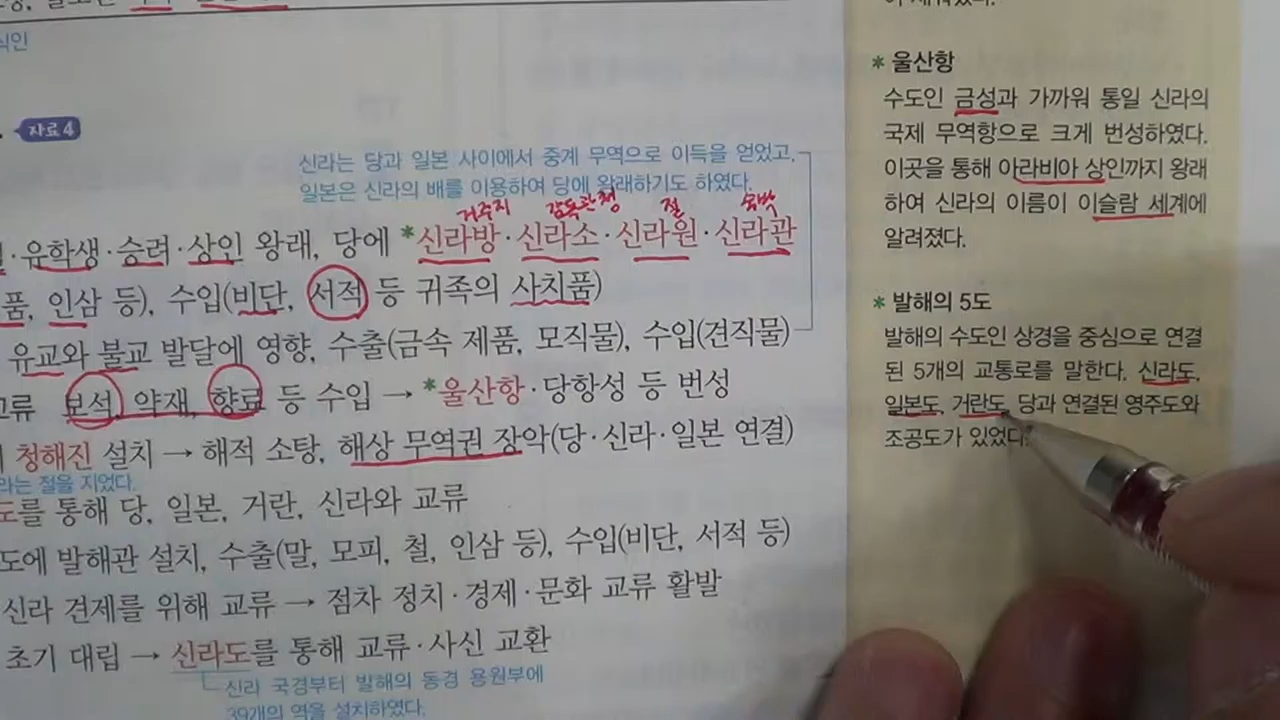 식인
자료4
신라는 당과 일본 사이에서 중계 무역으로 이득을 얻었고,
일본은 신라의 배를 이용하여 당에 왕래하기도 하였다.
거주지 감독관청 절 숙박
·유학생·승려·상인 왕래, 당에 *신라방·신라소·신라원·신라관
품, 인삼 등), 수입(비단, 서적 등 귀족의 사치품)
유교와 불교 발달에 영향, 수출(금속 제품, 모직물), 수입(견직물)
보석, 약재, 향료 등 수입 → *울산항·당항성 등 번성
청해진 설치 → 해적 소탕, 해상 무역권 장악(당·신라·일본 연결)
라는 절을 지었다.
도를 통해 당, 일본, 거란, 신라와 교류
도에 발해관 설치, 수출(말, 모피, 철, 인삼 등), 수입(비단, 서적 등)
신라 견제를 위해 교류 → 점차 정치·경제·문화 교류 활발
초기 대립 → 신라도를 통해 교류·사신 교환
신라 국경부터 발해의 동경 용원부에
39개의 역을 설치하였다.
* 울산항
수도인 금성과 가까워 통일 신라의
국제 무역항으로 크게 번성하였다.
이곳을 통해 아라비아 상인까지 왕래
하여 신라의 이름이 이슬람 세계에
알려졌다.
* 발해의 5도
발해의 수도인 상경을 중심으로 연결
된 5개의 교통로를 말한다. 신라도,
일본도, 거란도, 당과 연결된 영주도와
조공도가 있었다.